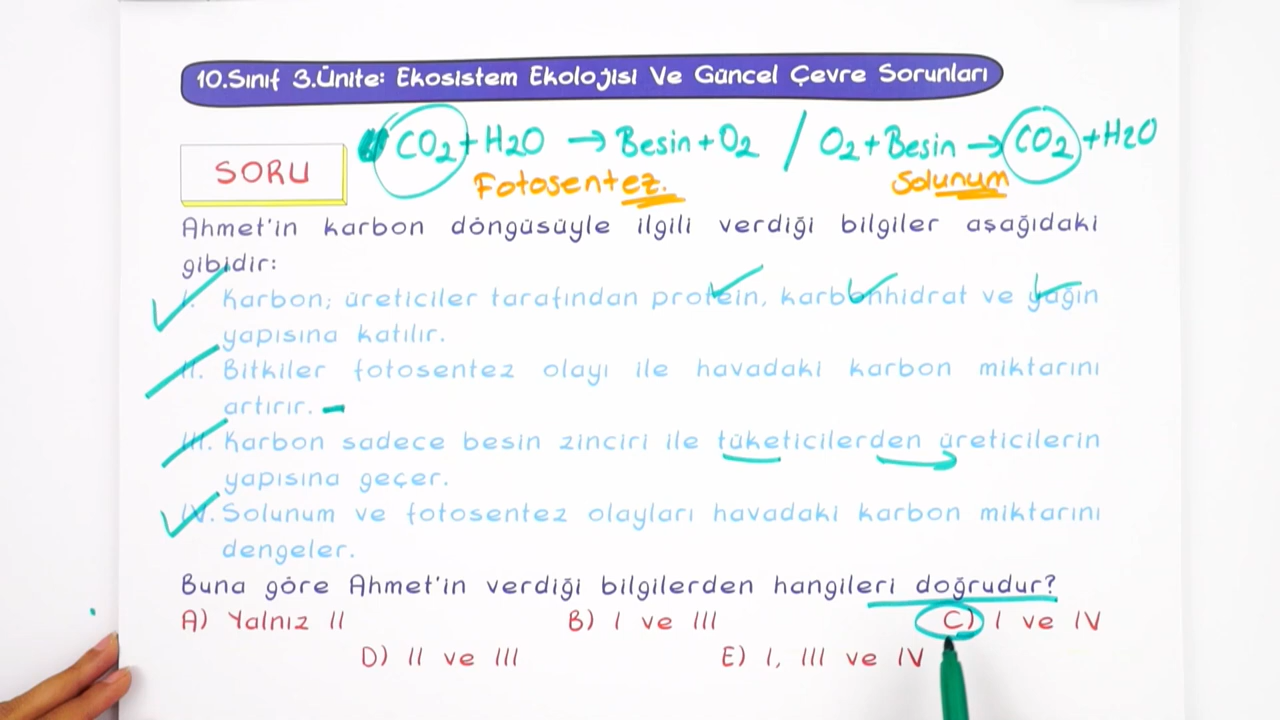 10.Sınıf 3.Ünite: Ekosistem Ekolojisi Ve Güncel Çevre Sorunları
CO2+H2O → Besin+O2 / O2+Besin → CO2+H2O
SORU
Fotosentez. Solunum
Ahmet'in karbon döngüsüyle ilgili verdiği bilgiler aşağıdaki
gibidir:
I. Karbon; üreticiler tarafından protein, karbonhidrat ve yağın
yapısına katılır.
II. Bitkiler fotosentez olayı ile havadaki karbon miktarını
artırır.
III. Karbon sadece besin zinciri ile tüketicilerden üreticilerin
yapısına geçer.
IV. Solunum ve fotosentez olayları havadaki karbon miktarını
dengeler.
Buna göre Ahmet'in verdiği bilgilerden hangileri doğrudur?
A) Yalnız II B) I ve III C) I ve IV
D) II ve III E) I, III ve IV